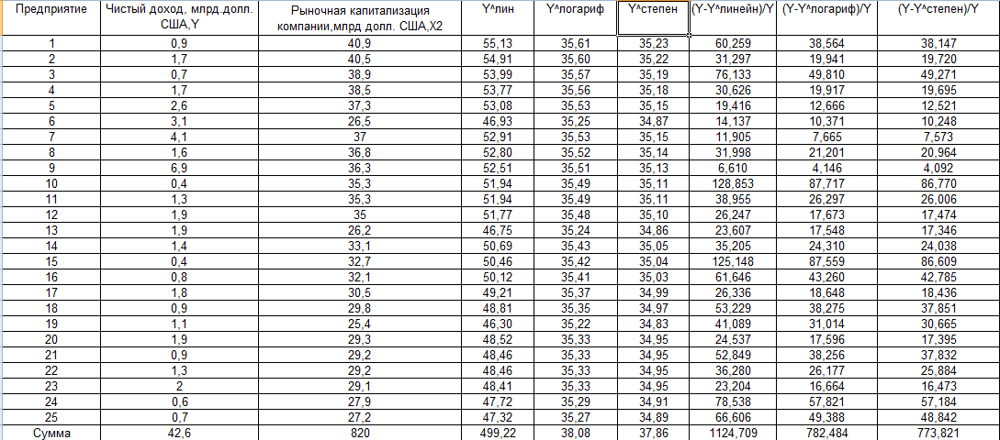 Предприятие Чистый доход, млрд.долл. США,Y Рыночная капитализация компании,млрд долл. США,X2 Y^лин Y^логариф Y^степен (Y-Y^линейн)/Y (Y-Y^логариф)/Y (Y-Y^степен)/Y
1 0,9 40,9 55,13 35,61 35,23 60,259 38,564 38,147
2 1,7 40,5 54,91 35,60 35,22 31,297 19,941 19,720
3 0,7 38,9 53,99 35,57 35,19 76,133 49,810 49,271
4 1,7 38,5 53,77 35,56 35,18 30,626 19,917 19,695
5 2,6 37,3 53,08 35,53 35,15 19,416 12,666 12,521
6 3,1 26,5 46,93 35,25 34,87 14,137 10,371 10,248
7 4,1 37 52,91 35,53 35,15 11,905 7,665 7,573
8 1,6 36,8 52,80 35,52 35,14 31,998 21,201 20,964
9 6,9 36,3 52,51 35,51 35,13 6,610 4,146 4,092
10 0,4 35,3 51,94 35,49 35,11 128,853 87,717 86,770
11 1,3 35,3 51,94 35,49 35,11 38,955 26,297 26,006
12 1,9 35 51,77 35,48 35,10 26,247 17,673 17,474
13 1,9 26,2 46,75 35,24 34,86 23,607 17,548 17,346
14 1,4 33,1 50,69 35,43 35,05 35,205 24,310 24,038
15 0,4 32,7 50,46 35,42 35,04 125,148 87,559 86,609
16 0,8 32,1 50,12 35,41 35,03 61,646 43,260 42,785
17 1,8 30,5 49,21 35,37 34,99 26,336 18,648 18,436
18 0,9 29,8 48,81 35,35 34,97 53,229 38,275 37,851
19 1,1 25,4 46,30 35,22 34,83 41,089 31,014 30,665
20 1,9 29,3 48,52 35,33 34,95 24,537 17,596 17,395
21 0,9 29,2 48,46 35,33 34,95 52,849 38,256 37,832
22 1,3 29,2 48,46 35,33 34,95 36,280 26,177 25,884
23 2 29,1 48,41 35,33 34,95 23,204 16,664 16,473
24 0,6 27,9 47,72 35,29 34,91 78,538 57,821 57,184
25 0,7 27,2 47,32 35,27 34,89 66,606 49,388 48,842
Сумма 42,6 820 499,22 38,08 37,86 1124,709 782,484 773,821